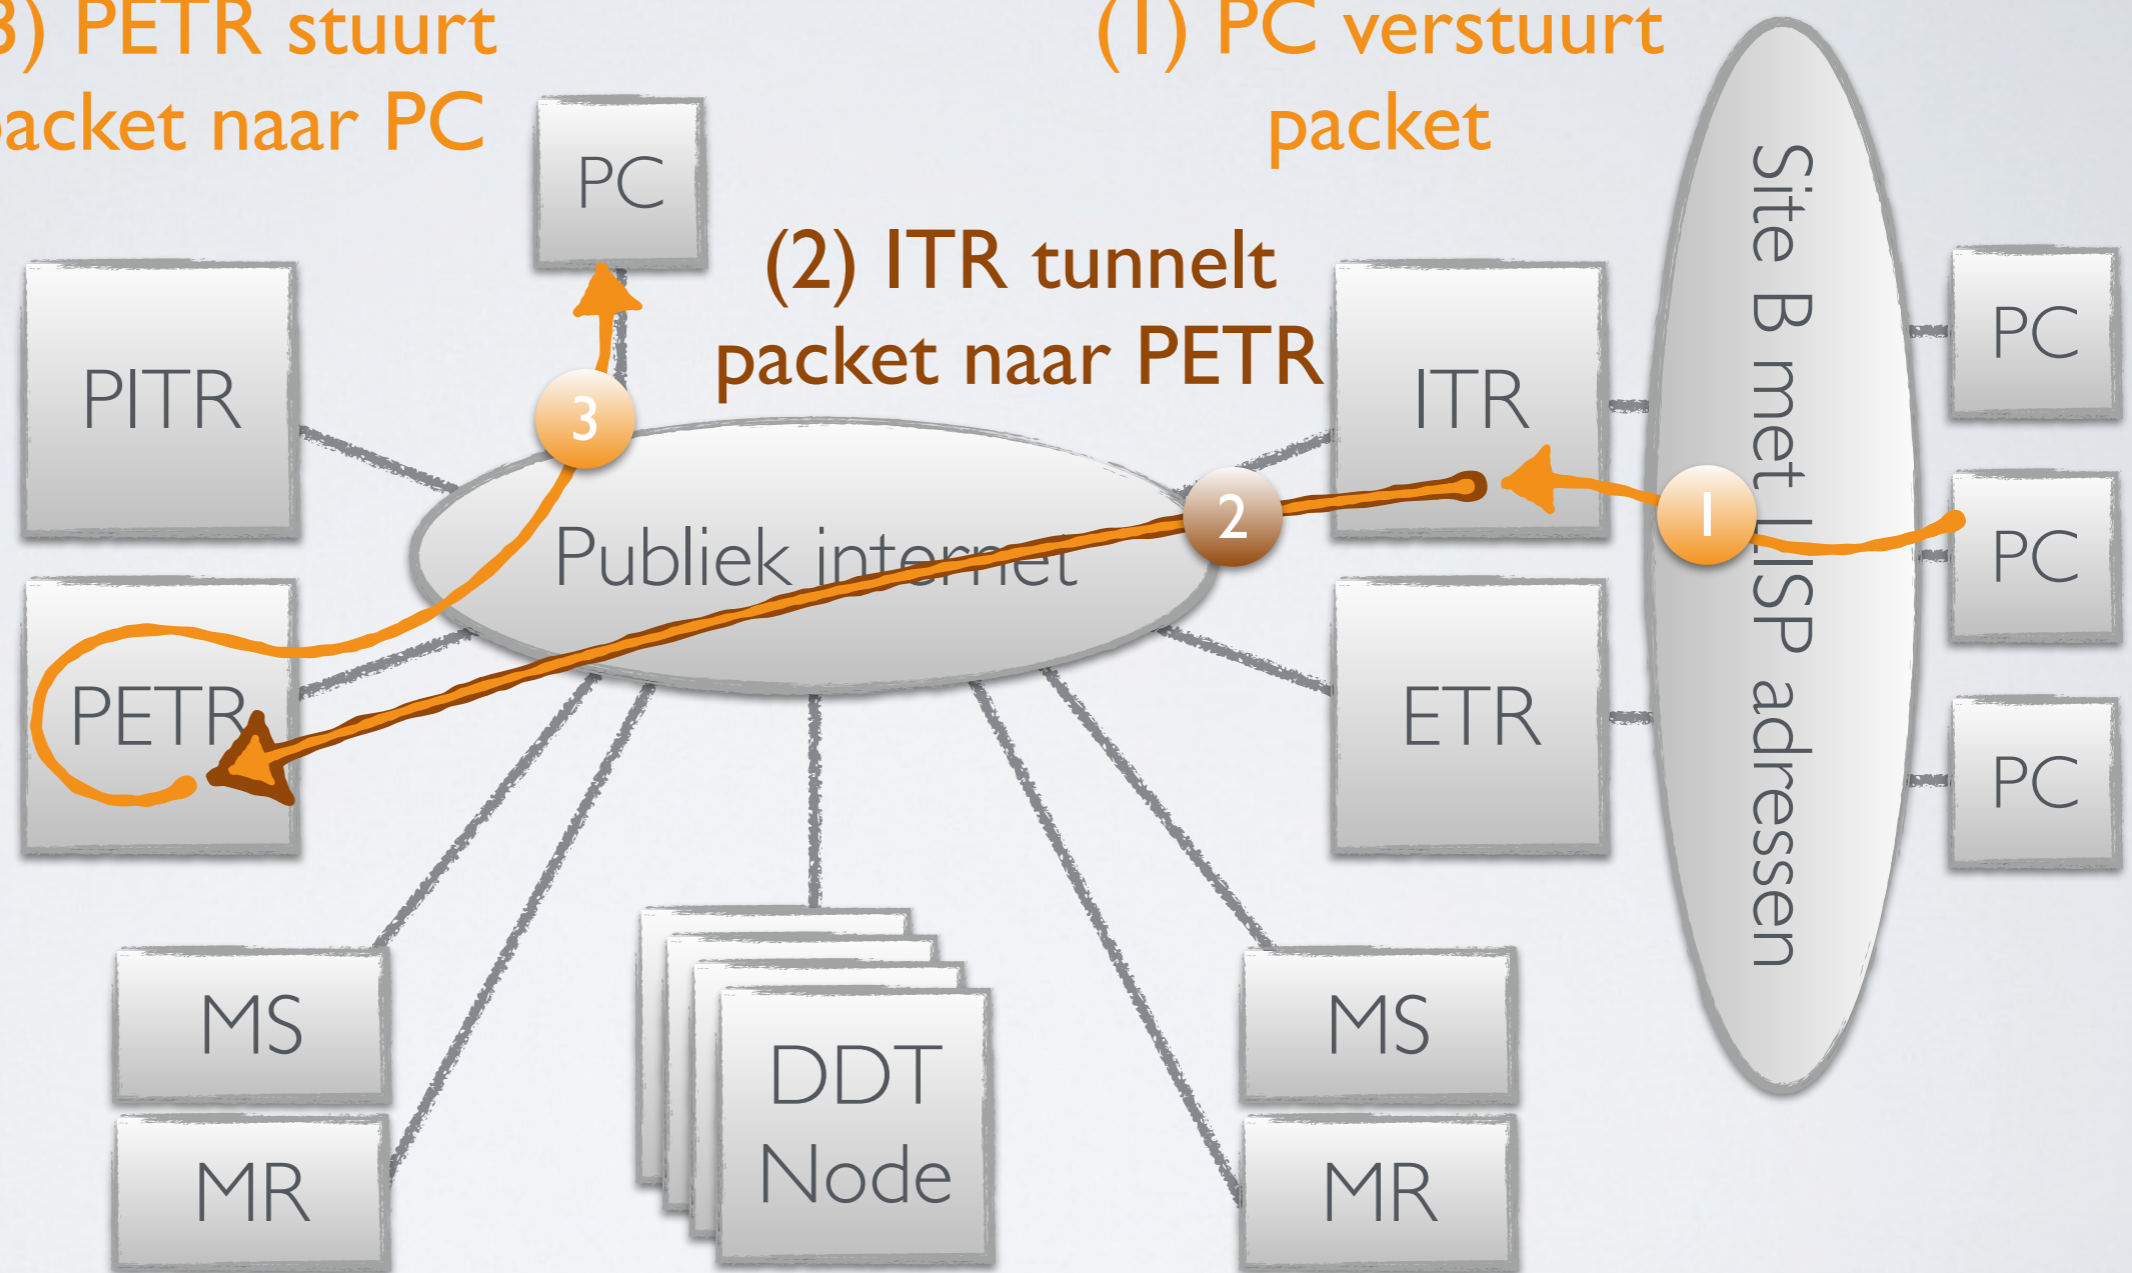 3) PETR stuurt
packet naar PC
(1) PC verstuurt
packet
PC
(2) ITR tunnelt
packet naar PETR
PITR
3
ITR
Site B met LISP adressen
PC
Publiek internet
2
1
PC
PETR
ETR
PC
MS
MS
DDT
Node
MR
MR